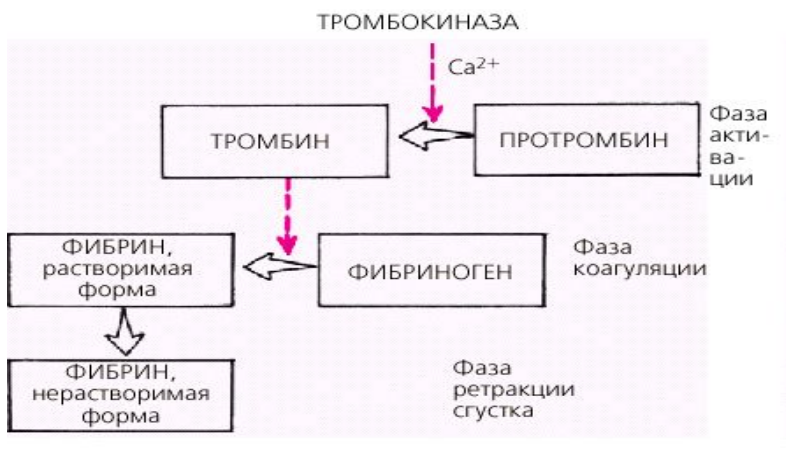 ТРОМБОКИНАЗА
Ca²⁺
ТРОМБИН
ПРОТРОМБИН
Фаза
акти-
ва-
ции
ФИБРИН,
растворимая
форма
ФИБРИНОГЕН
Фаза
коагуляции
ФИБРИН,
нерастворимая
форма
Фаза
ретракции
сгустка